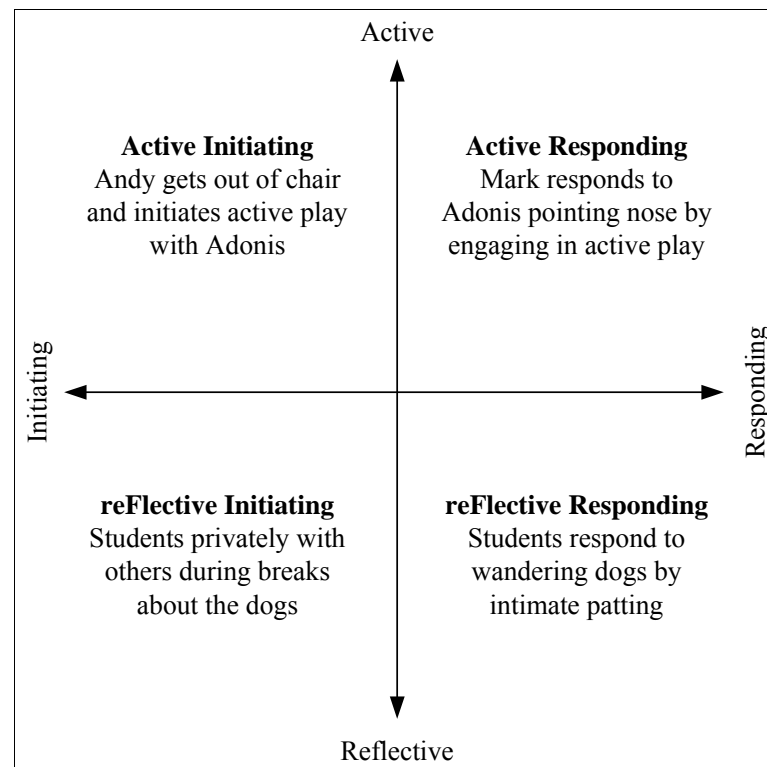 Active
Active Initiating
Andy gets out of chair
and initiates active play
with Adonis
Active Responding
Mark responds to
Adonis pointing nose by
engaging in active play
Initiating
Responding
reFlective Initiating
Students privately with
others during breaks
about the dogs
reFlective Responding
Students respond to
wandering dogs by
intimate patting
Reflective